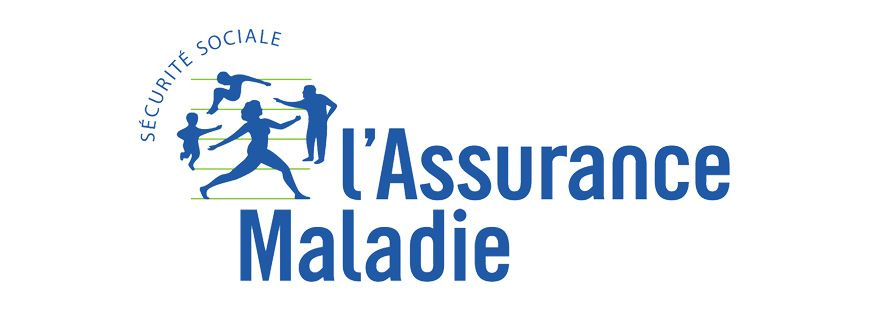 SÉCURITÉ SOCIALE
l'Assurance
Maladie